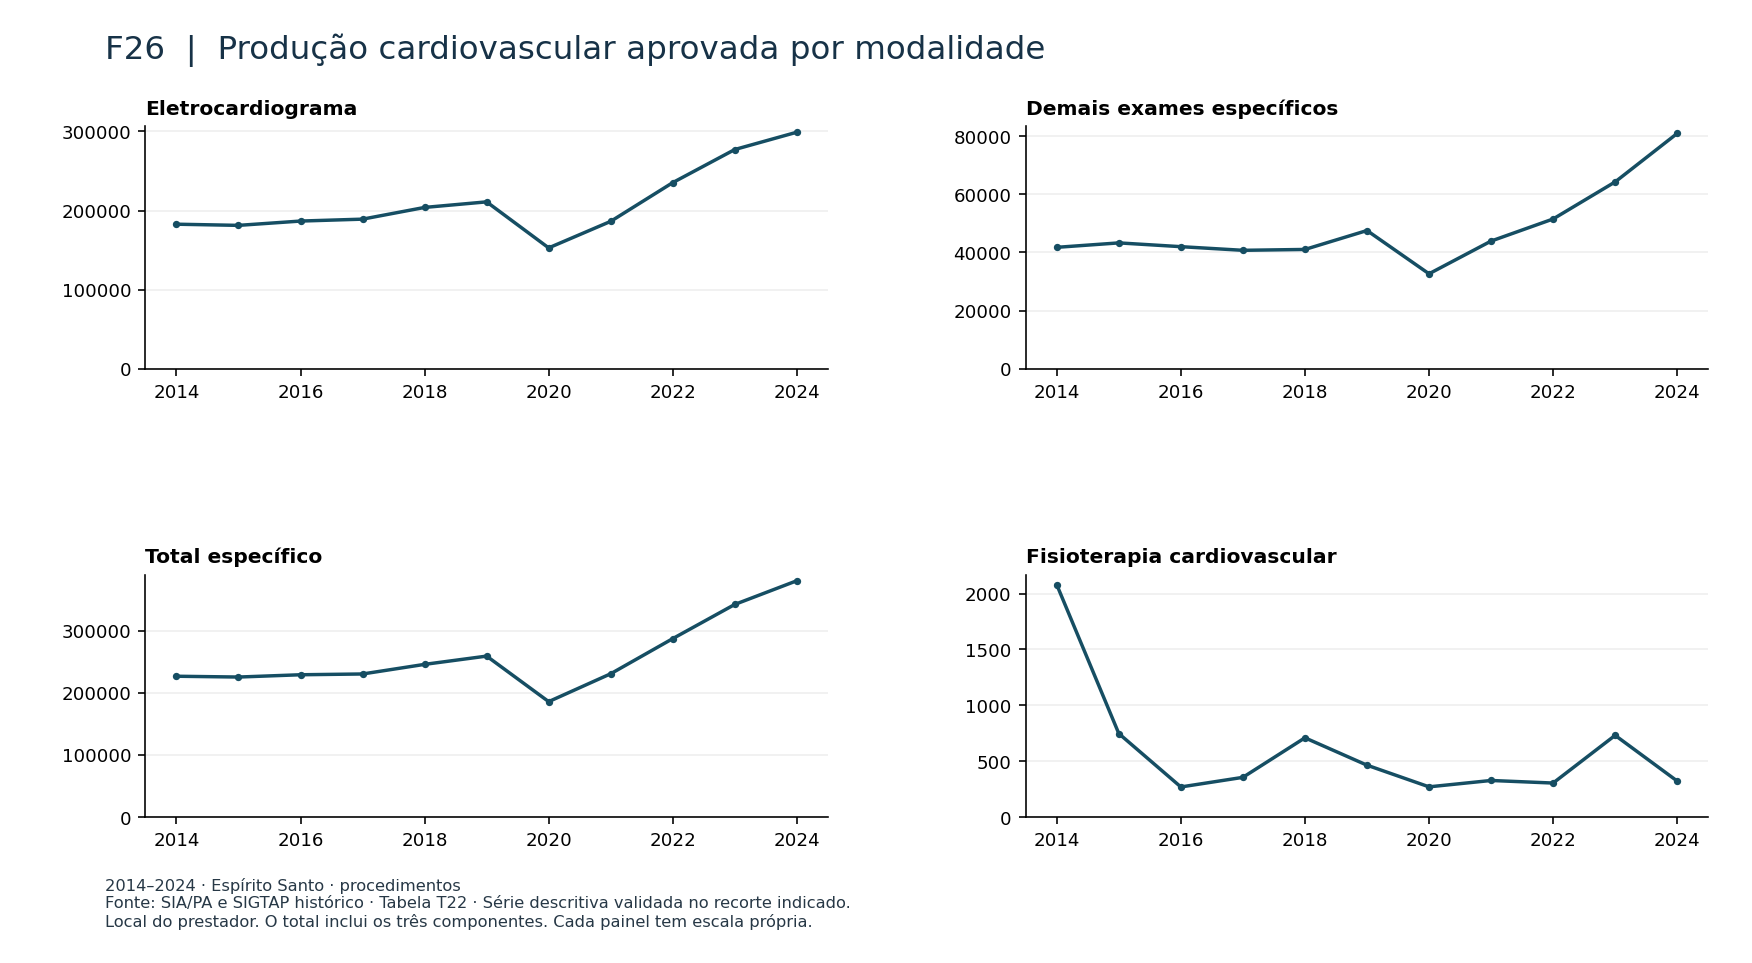 F26 | Produção cardiovascular aprovada por modalidade
Eletrocardiograma
300000
200000
100000
0
2014 2016 2018 2020 2022 2024
Demais exames específicos
80000
60000
40000
20000
0
2014 2016 2018 2020 2022 2024
Total específico
300000
200000
100000
0
2014 2016 2018 2020 2022 2024
Fisioterapia cardiovascular
2000
1500
1000
500
0
2014 2016 2018 2020 2022 2024
2014–2024 · Espírito Santo · procedimentos
Fonte: SIA/PA e SIGTAP histórico · Tabela T22 · Série descritiva validada no recorte indicado.
Local do prestador. O total inclui os três componentes. Cada painel tem escala própria.